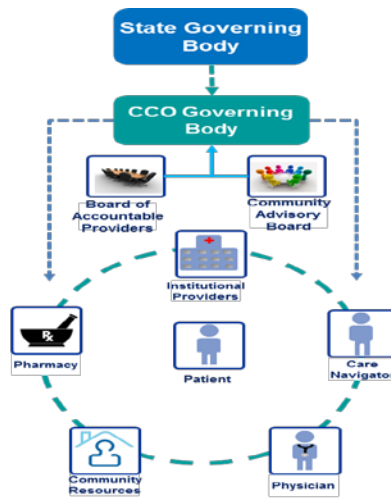 State Governing
Body
CCO Governing
Body
Board of
Accountable
Providers
Community
Advisory
Board
Institutional
Providers
Rx
Pharmacy
Patient
Care
Navigator
Community
Resources
Physician